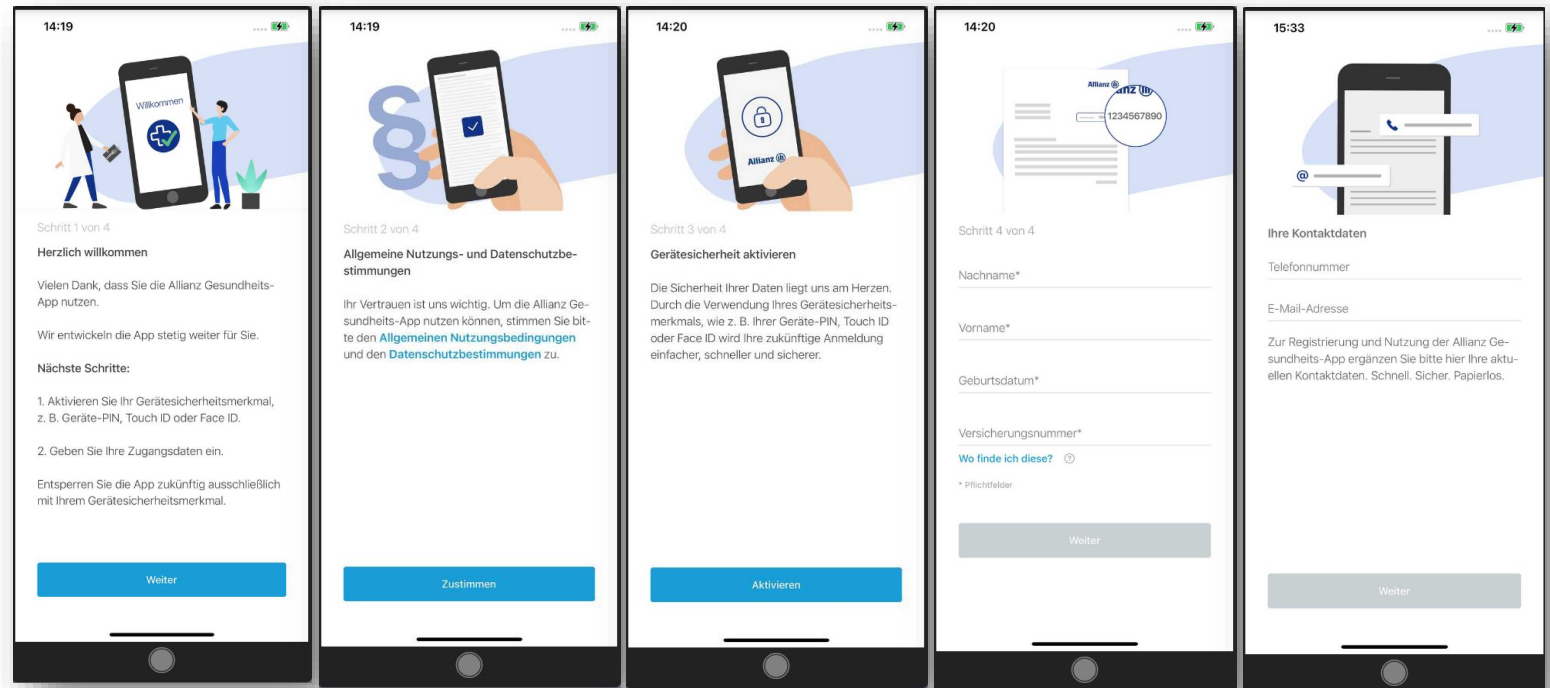 14:19
Willkommen
Schritt 1 von 4
Herzlich willkommen
Vielen Dank, dass Sie die Allianz Gesundheits-
App nutzen.
Wir entwickeln die App stetig weiter für Sie.
Nächste Schritte:
1. Aktivieren Sie Ihr Gerätesicherheitsmerkmal,
z. B. Geräte-PIN, Touch ID oder Face ID.
2. Geben Sie Ihre Zugangsdaten ein.
Entsperren Sie die App zukünftig ausschließlich
mit Ihrem Gerätesicherheitsmerkmal.
Weiter
14:19
§
Schritt 2 von 4
Allgemeine Nutzungs- und Datenschutzbe-
stimmungen
Ihr Vertrauen ist uns wichtig. Um die Allianz Ge-
sundheits-App nutzen können, stimmen Sie bit-
te den Allgemeinen Nutzungsbedingungen
und den Datenschutzbestimmungen zu.
Zustimmen
14:20
Allianz
Schritt 3 von 4
Gerätesicherheit aktivieren
Die Sicherheit Ihrer Daten liegt uns am Herzen.
Durch die Verwendung Ihres Gerätesicherheits-
merkmals, wie z. B. Ihrer Geräte-PIN, Touch ID
oder Face ID wird Ihre zukünftige Anmeldung
einfacher, schneller und sicherer.
Aktivieren
14:20
Allianz
anz
1234567890
Schritt 4 von 4
Nachname*
Vorname*
Geburtsdatum*
Versicherungsnummer*
Wo finde ich diese? ?
* Pflichtfelder
Weiter
15:33
@
Ihre Kontaktdaten
Telefonnummer
E-Mail-Adresse
Zur Registrierung und Nutzung der Allianz Ge-
sundheits-App ergänzen Sie bitte hier Ihre aktu-
ellen Kontaktdaten. Schnell. Sicher. Papierlos.
Weiter